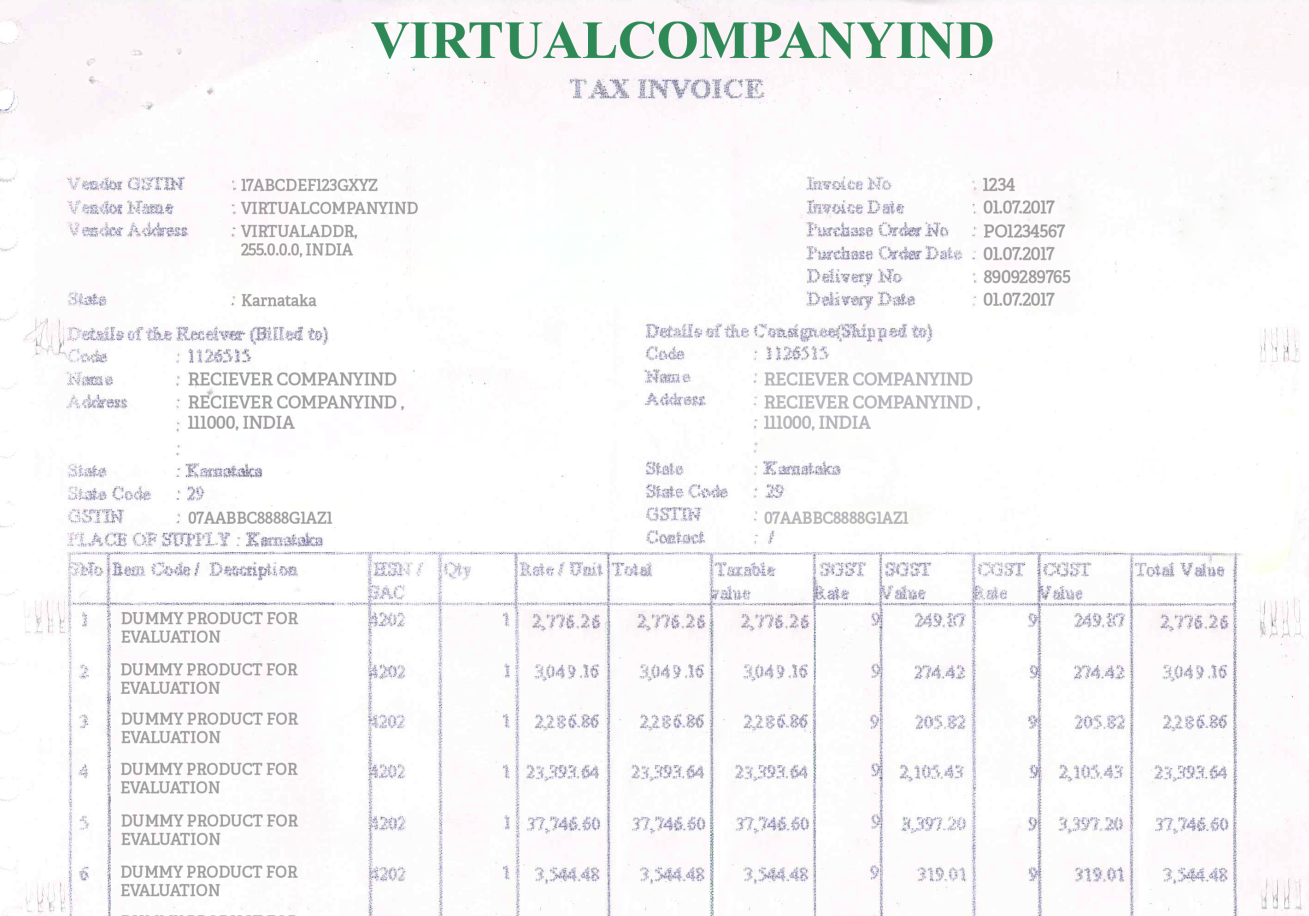 VIRTUALCOMPANYIND
TAX INVOICE
Vendor GSTIN : 17ABCDEF123GXYZ
Vendor Name : VIRTUALCOMPANYIND
Vendor Address : VIRTUALADDR,
255.0.0.0, INDIA
State : Karnataka
Invoice No : 1234
Invoice Date : 01.07.2017
Purchase Order No : PO1234567
Purchase Order Date : 01.07.2017
Delivery No : 8909289765
Delivery Date : 01.07.2017
Details of the Receiver (Billed to)
Code : 1126515
Name : RECIEVER COMPANYIND
Address : RECIEVER COMPANYIND ,
: 111000, INDIA
:
State : Karnataka
State Code : 29
GSTIN : 07AABBC8888G1AZ1
PLACE OF SUPPLY : Karnataka
Details of the Consignee(Shipped to)
Code : 1126515
Name : RECIEVER COMPANYIND
Address : RECIEVER COMPANYIND ,
: 111000, INDIA
:
State : Karnataka
State Code : 29
GSTIN : 07AABBC8888G1AZ1
Contact : /
SNo Item Code / Description HSN / Qty Rate / Unit Total Taxable SGST SGST CGST CGST Total Value
SAC value Rate Value Rate Value
1 DUMMY PRODUCT FOR 4202 1 2,776.26 2,776.26 2,776.26 9 249.87 9 249.87 2,776.26
EVALUATION
2 DUMMY PRODUCT FOR 4202 1 3,049.16 3,049.16 3,049.16 9 274.42 9 274.42 3,049.16
EVALUATION
3 DUMMY PRODUCT FOR 4202 1 2,286.86 2,286.86 2,286.86 9 205.82 9 205.82 2,286.86
EVALUATION
4 DUMMY PRODUCT FOR 4202 1 23,393.64 23,393.64 23,393.64 9 2,105.43 9 2,105.43 23,393.64
EVALUATION
5 DUMMY PRODUCT FOR 4202 1 37,746.60 37,746.60 37,746.60 9 3,397.20 9 3,397.20 37,746.60
EVALUATION
6 DUMMY PRODUCT FOR 4202 1 3,544.48 3,544.48 3,544.48 9 319.01 9 319.01 3,544.48
EVALUATION